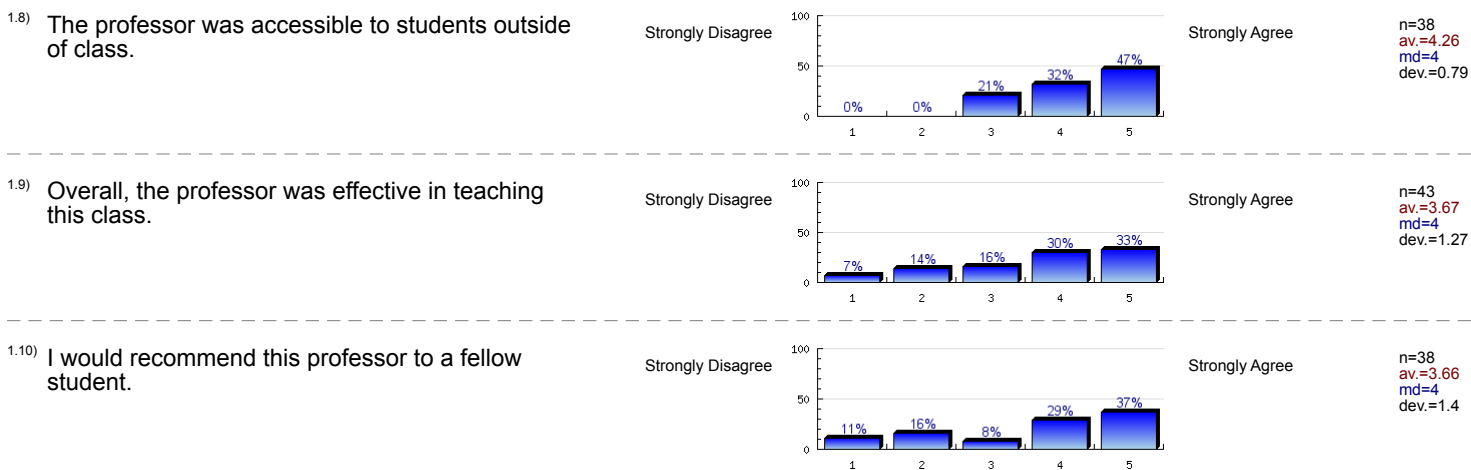 1.8) The professor was accessible to students outside
of class.
Strongly Disagree
Strongly Agree
100
50
0
0% 0% 21% 32% 47%
1 2 3 4 5
n=38
av.=4.26
md=4
dev.=0.79
1.9) Overall, the professor was effective in teaching
this class.
Strongly Disagree
Strongly Agree
100
50
0
7% 14% 16% 30% 33%
1 2 3 4 5
n=43
av.=3.67
md=4
dev.=1.27
1.10) I would recommend this professor to a fellow
student.
Strongly Disagree
Strongly Agree
100
50
0
11% 16% 8% 29% 37%
1 2 3 4 5
n=38
av.=3.66
md=4
dev.=1.4